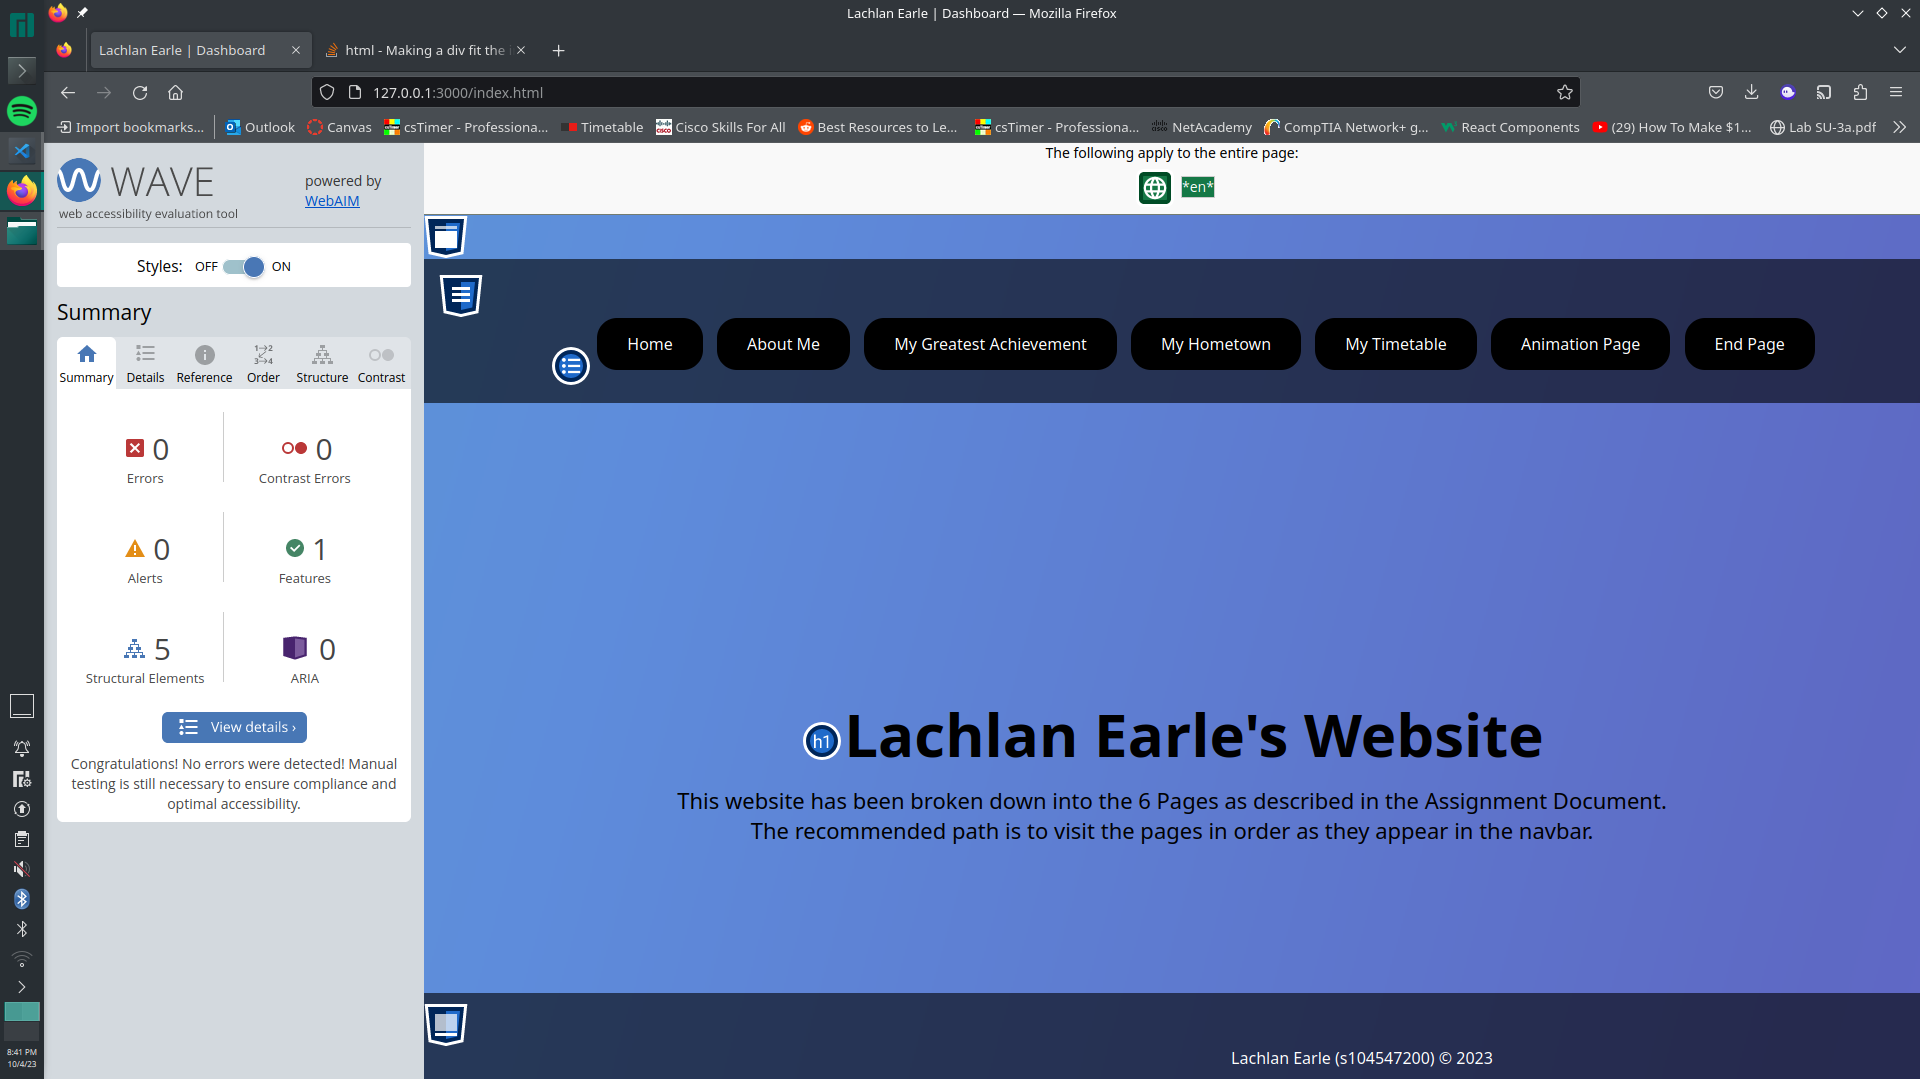 Lachlan Earle | Dashboard — Mozilla Firefox
Lachlan Earle | Dashboard
html - Making a div fit the
127.0.0.1:3000/index.html
Import bookmarks...
Outlook
Canvas
csTimer - Professiona...
Timetable
Cisco Skills For All
Best Resources to Le...
csTimer - Professiona...
NetAcademy
CompTIA Network+ g...
React Components
(29) How To Make $1...
Lab SU-3a.pdf
WAVE
web accessibility evaluation tool
powered by
WebAIM
Styles: OFF ON
Summary
Summary Details Reference Order Structure Contrast
0
Errors
0
Contrast Errors
0
Alerts
1
Features
5
Structural Elements
0
ARIA
View details ›
Congratulations! No errors were detected! Manual
testing is still necessary to ensure compliance and
optimal accessibility.
The following apply to the entire page:
*en*
Home
About Me
My Greatest Achievement
My Hometown
My Timetable
Animation Page
End Page
h1
Lachlan Earle's Website
This website has been broken down into the 6 Pages as described in the Assignment Document.
The recommended path is to visit the pages in order as they appear in the navbar.
Lachlan Earle (s104547200) © 2023
8:41 PM
10/4/23